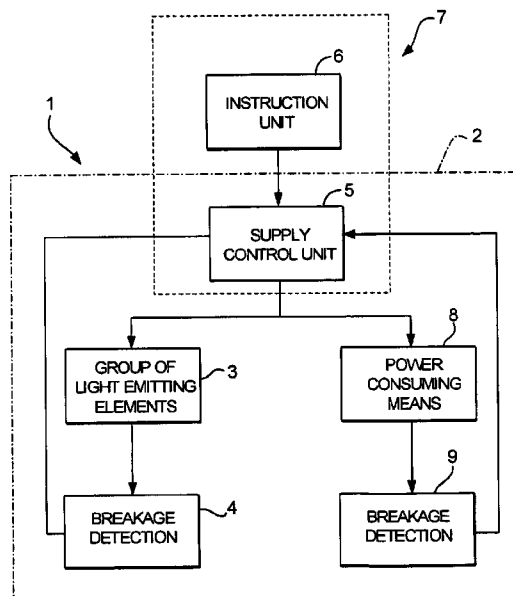 7
6
INSTRUCTION
UNIT
1
2
5
SUPPLY
CONTROL UNIT
8
GROUP OF
LIGHT EMITTING
ELEMENTS
3
POWER
CONSUMING
MEANS
9
BREAKAGE
DETECTION
4
BREAKAGE
DETECTION